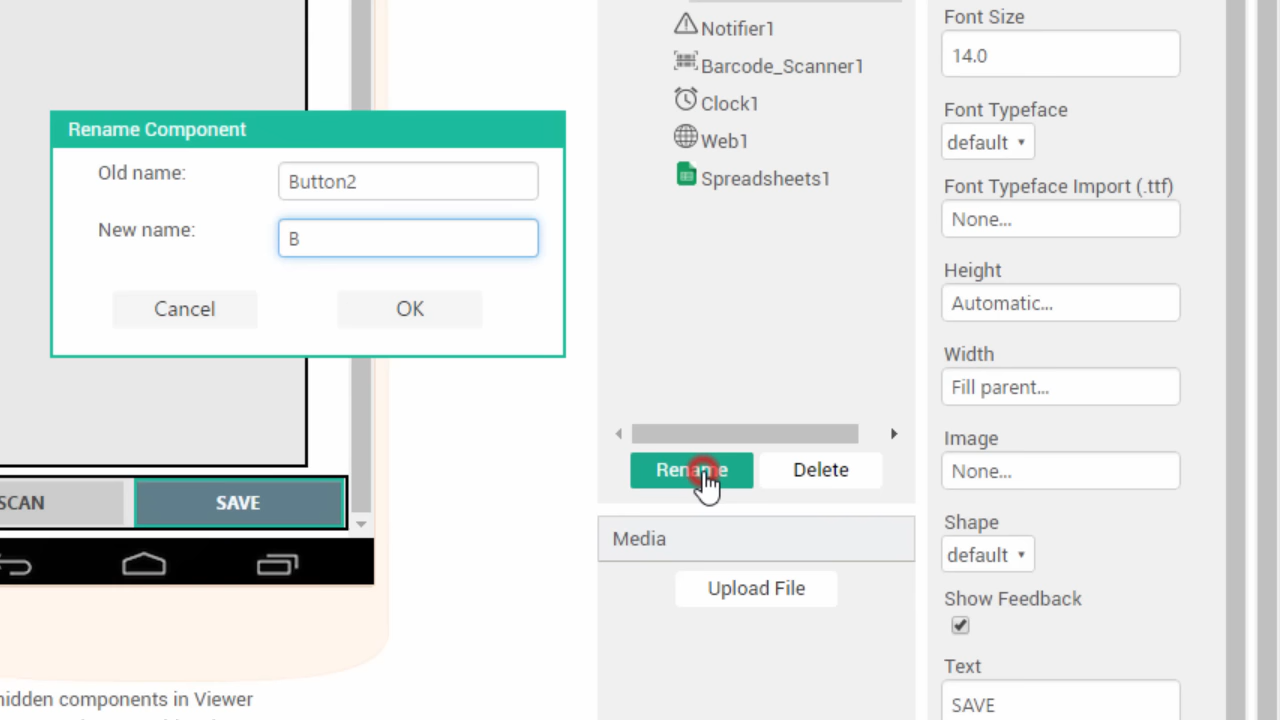 Rename Component
Old name:
Button2
New name:
B
Cancel
OK
SCAN
SAVE
hidden components in Viewer
Notifier1
Barcode_Scanner1
Clock1
Web1
Spreadsheets1
Rename
Delete
Media
Upload File
Font Size
14.0
Font Typeface
default
Font Typeface Import (.ttf)
None...
Height
Automatic...
Width
Fill parent...
Image
None...
Shape
default
Show Feedback
Text
SAVE